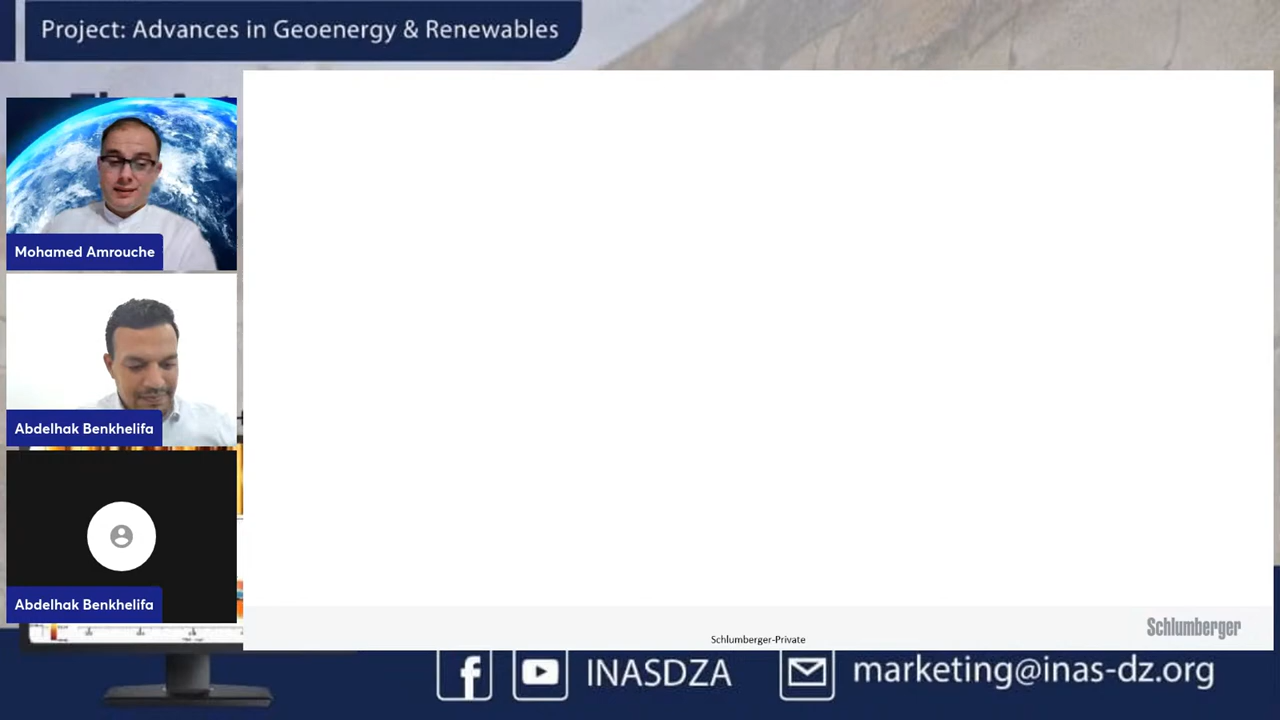 Project: Advances in Geoenergy & Renewables
Mohamed Amrouche
Abdelhak Benkhelifa
Abdelhak Benkhelifa
Schlumberger-Private
Schlumberger
INASDZA
marketing@inas-dz.org